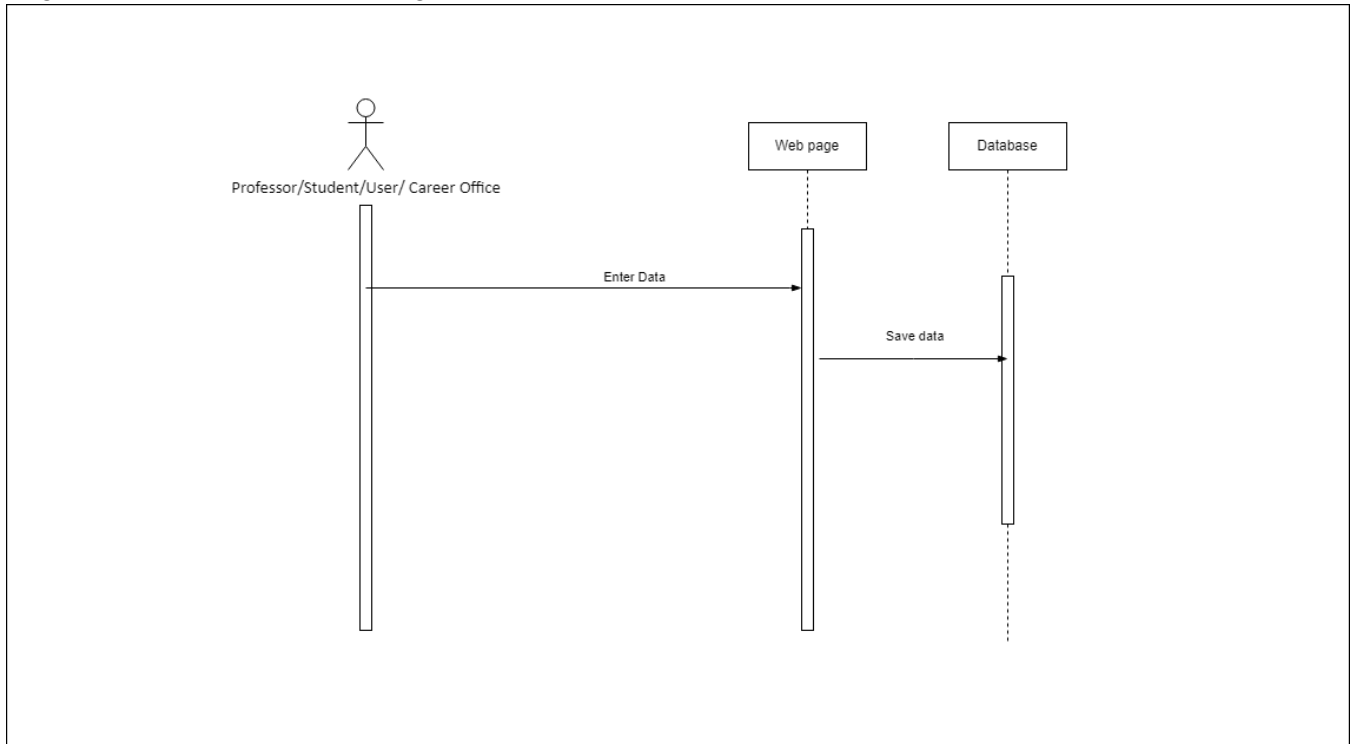 Professor/Student/User/ Career Office
Web page
Database
Enter Data
Save data